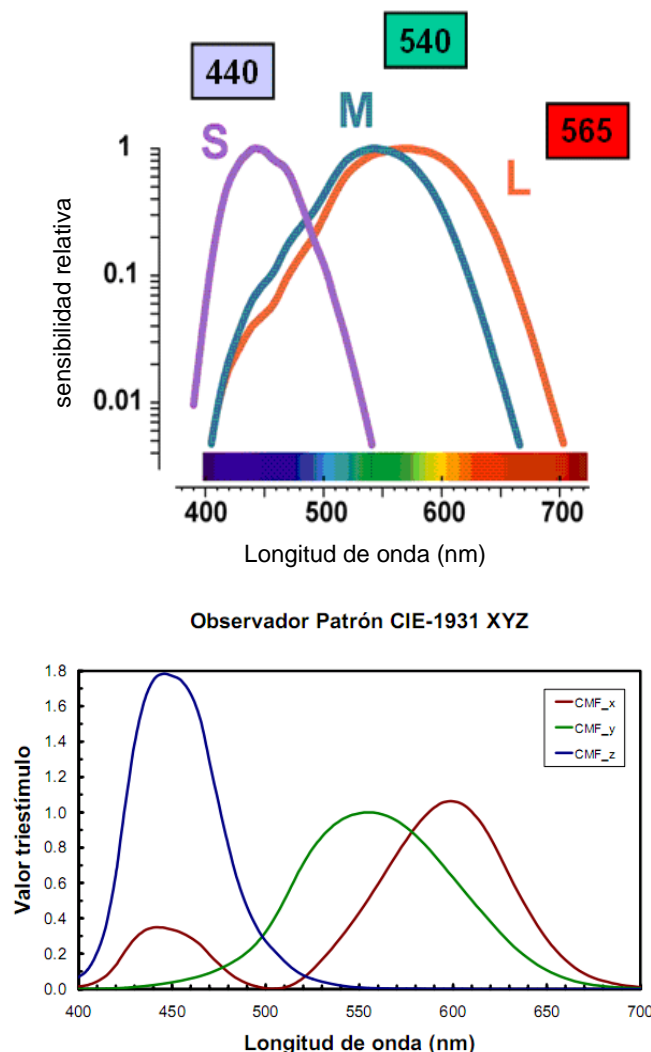 540
440
565
S
M
L
1
0.1
0.01
sensibilidad relativa
400 500 600 700
Longitud de onda (nm)
Observador Patrón CIE-1931 XYZ
1.8
1.6
1.4
1.2
1.0
0.8
0.6
0.4
0.2
0.0
CMF_x
CMF_y
CMF_z
Valor triestímulo
400 450 500 550 600 650 700
Longitud de onda (nm)